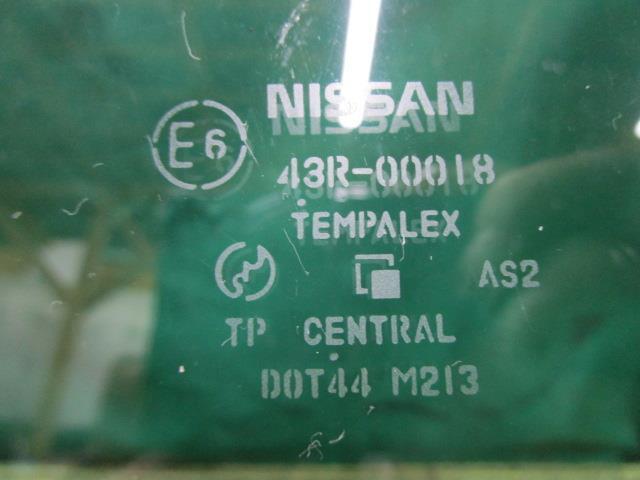 NISSAN
E6 43R-00018
TEMPALEX
AS2
TP CENTRAL
DOT44 M213